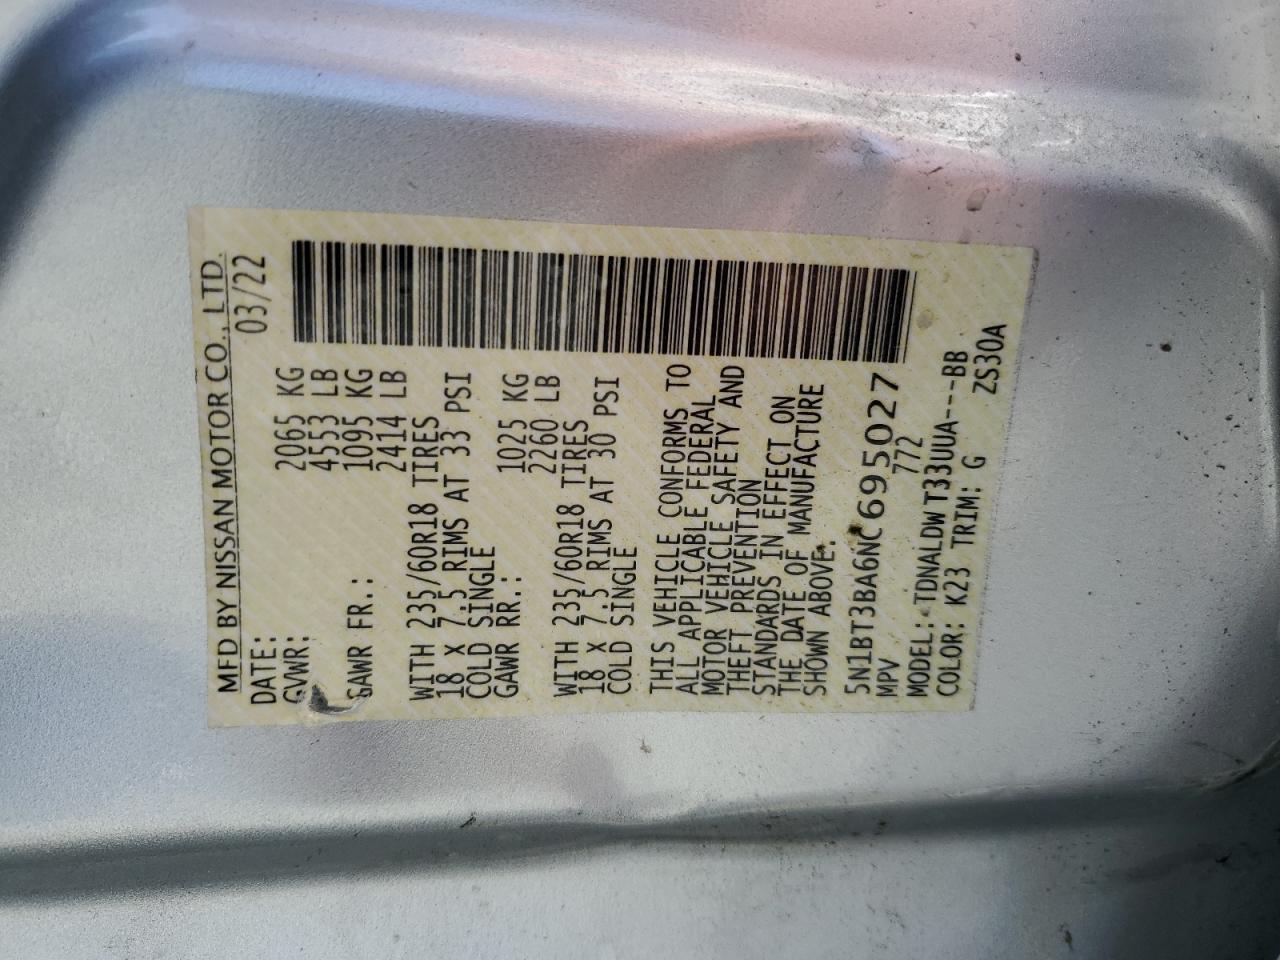 MFD BY NISSAN MOTOR CO., LTD.
DATE: 03/22
GVWR: 2065 KG
4553 LB
GAWR FR.: 1095 KG
2414 LB
WITH 235/60R18 TIRES
18 X 7.5 RIMS AT 33 PSI
COLD SINGLE
GAWR RR.: 1025 KG
2260 LB
WITH 235/60R18 TIRES
18 X 7.5 RIMS AT 30 PSI
COLD SINGLE
THIS VEHICLE CONFORMS TO
ALL APPLICABLE FEDERAL
MOTOR VEHICLE SAFETY AND
THEFT PREVENTION
STANDARDS IN EFFECT ON
THE DATE OF MANUFACTURE
SHOWN ABOVE.
5N1BT3BA6NC695027
MPV 772
MODEL: TDNALDWT33UUA---BB
COLOR: K23 TRIM: G ZS30A